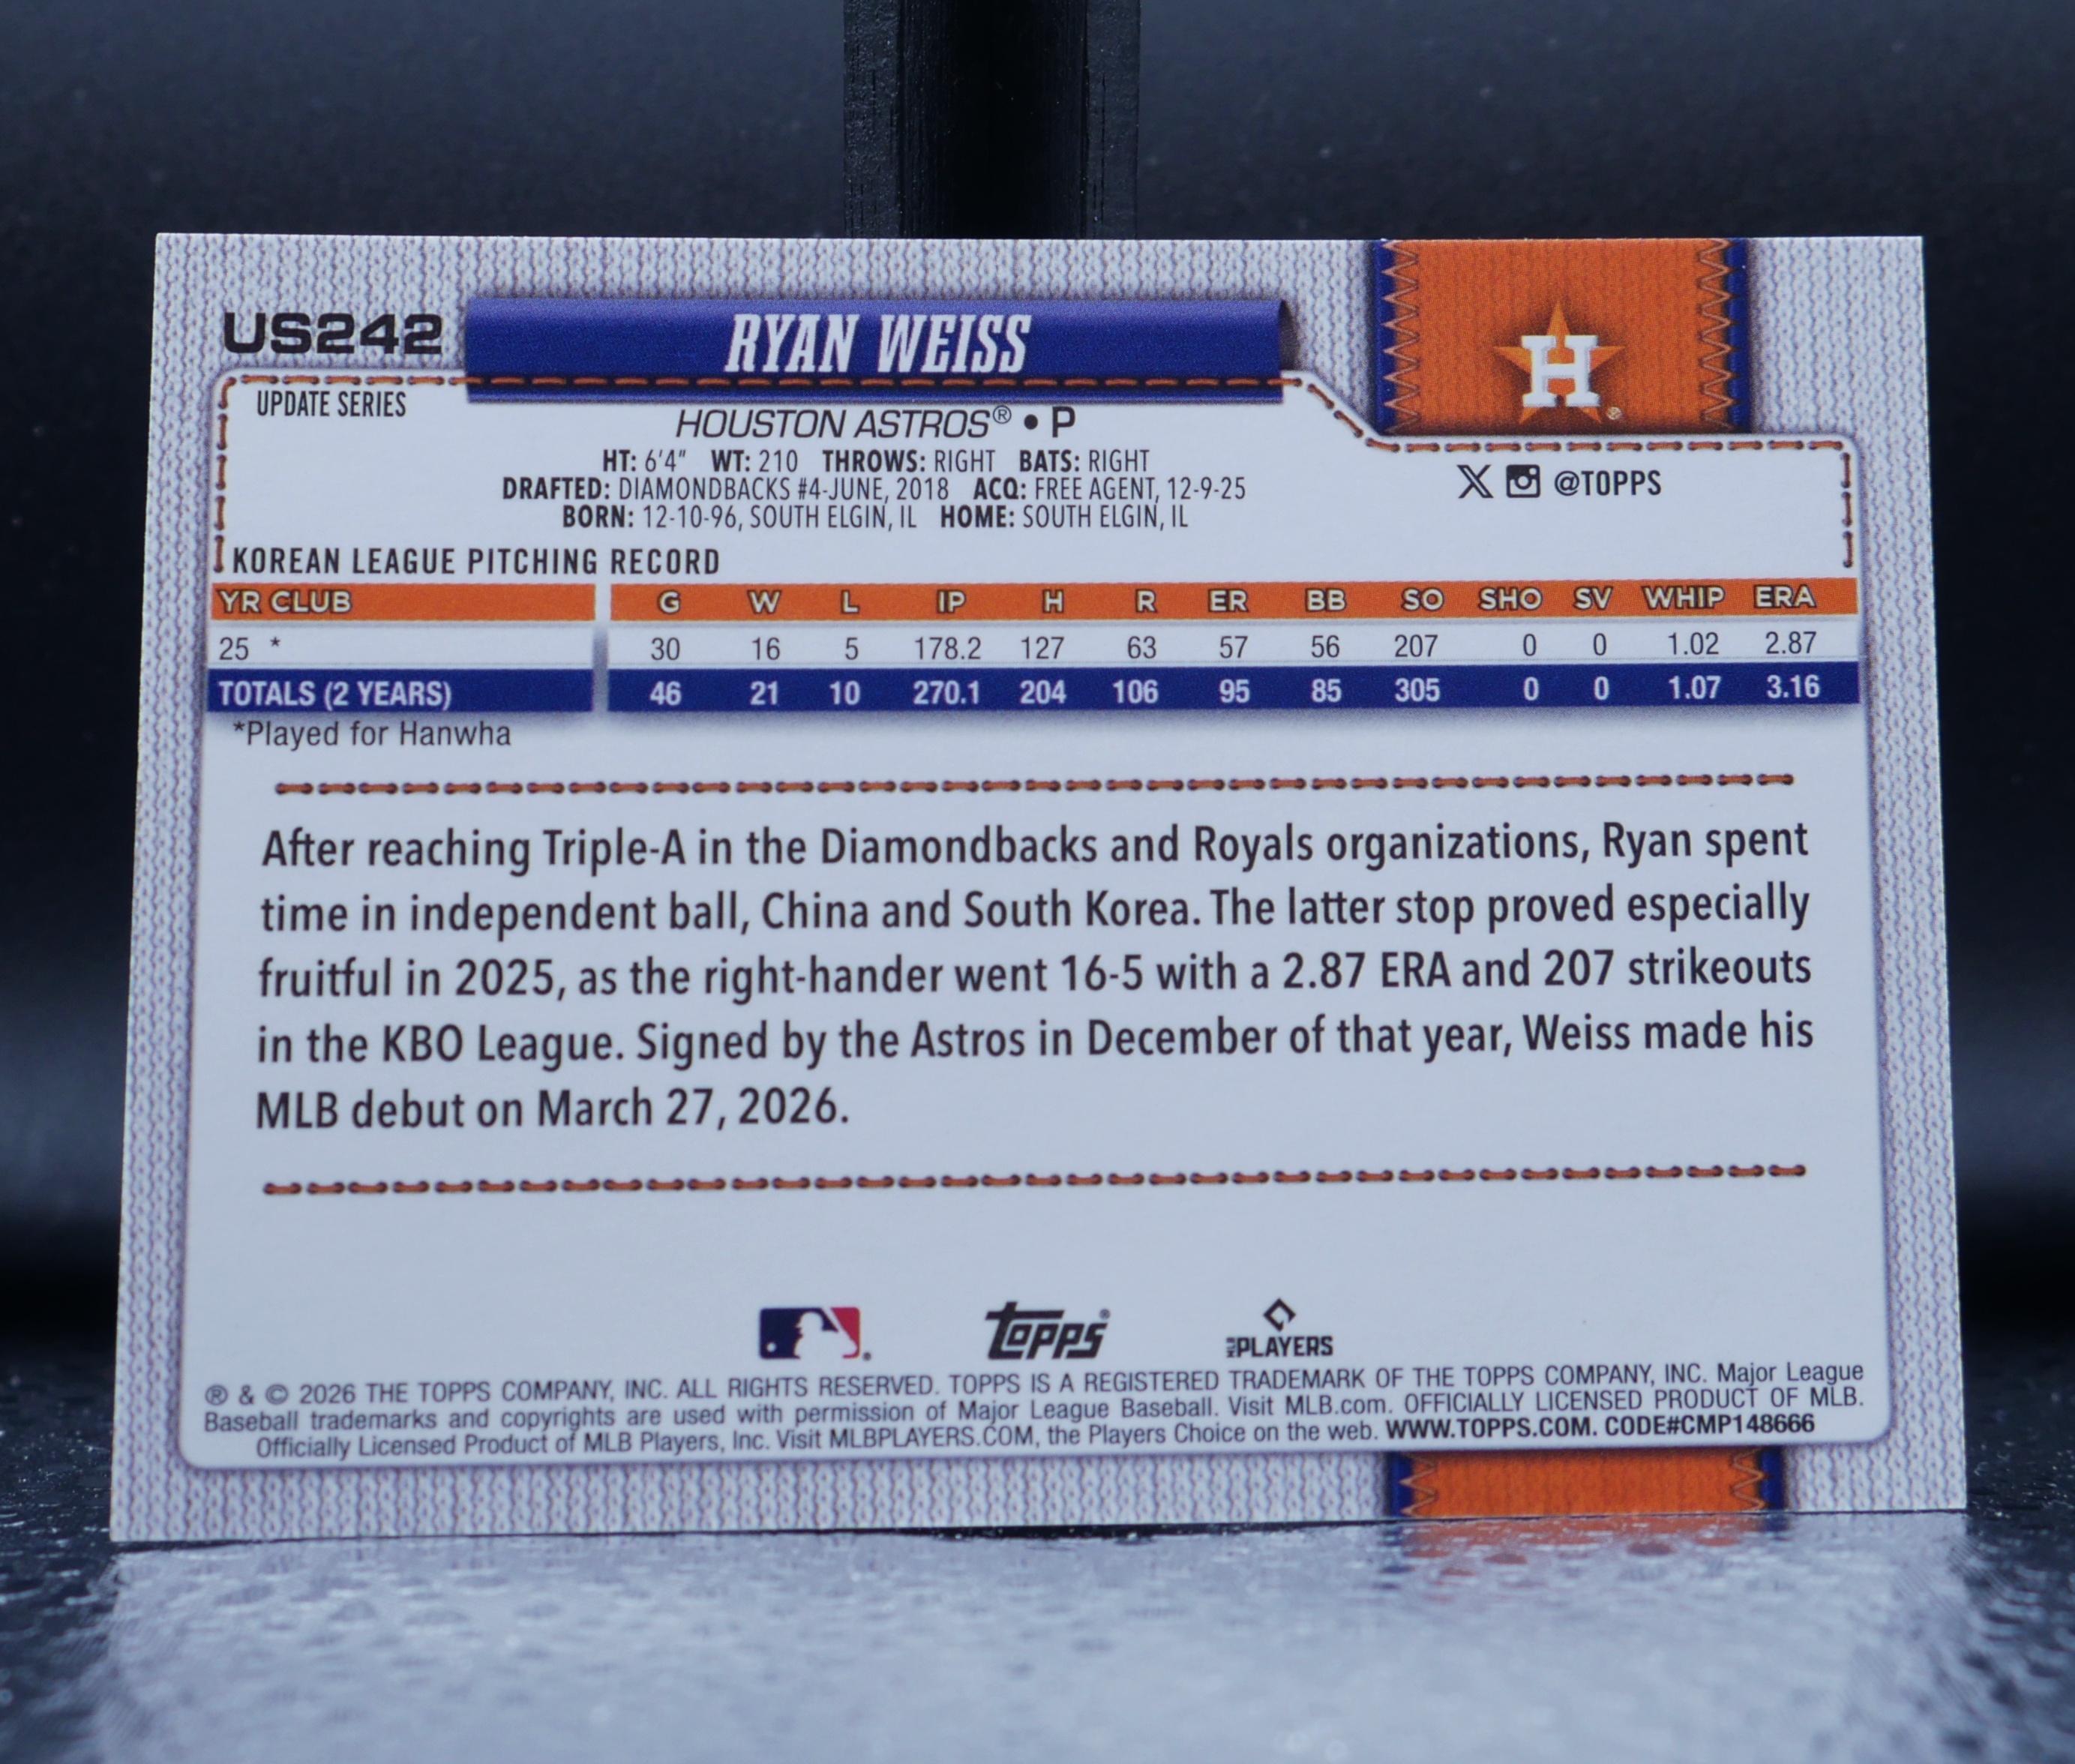 US242
RYAN WEISS
H
UPDATE SERIES
HOUSTON ASTROS® • P
HT: 6'4" WT: 210 THROWS: RIGHT BATS: RIGHT
DRAFTED: DIAMONDBACKS #4-JUNE, 2018 ACQ: FREE AGENT, 12-9-25
BORN: 12-10-96, SOUTH ELGIN, IL HOME: SOUTH ELGIN, IL
X @TOPPS
KOREAN LEAGUE PITCHING RECORD
YR CLUB G W L IP H R ER BB SO SHO SV WHIP ERA
25 * 30 16 5 178.2 127 63 57 56 207 0 0 1.02 2.87
TOTALS (2 YEARS) 46 21 10 270.1 204 106 95 85 305 0 0 1.07 3.16
*Played for Hanwha
After reaching Triple-A in the Diamondbacks and Royals organizations, Ryan spent
time in independent ball, China and South Korea. The latter stop proved especially
fruitful in 2025, as the right-hander went 16-5 with a 2.87 ERA and 207 strikeouts
in the KBO League. Signed by the Astros in December of that year, Weiss made his
MLB debut on March 27, 2026.
topps®
MLB PLAYERS
® & © 2026 THE TOPPS COMPANY, INC. ALL RIGHTS RESERVED. TOPPS IS A REGISTERED TRADEMARK OF THE TOPPS COMPANY, INC. Major League
Baseball trademarks and copyrights are used with permission of Major League Baseball. Visit MLB.com. OFFICIALLY LICENSED PRODUCT OF MLB.
Officially Licensed Product of MLB Players, Inc. Visit MLBPLAYERS.COM, the Players Choice on the web. WWW.TOPPS.COM. CODE#CMP148666